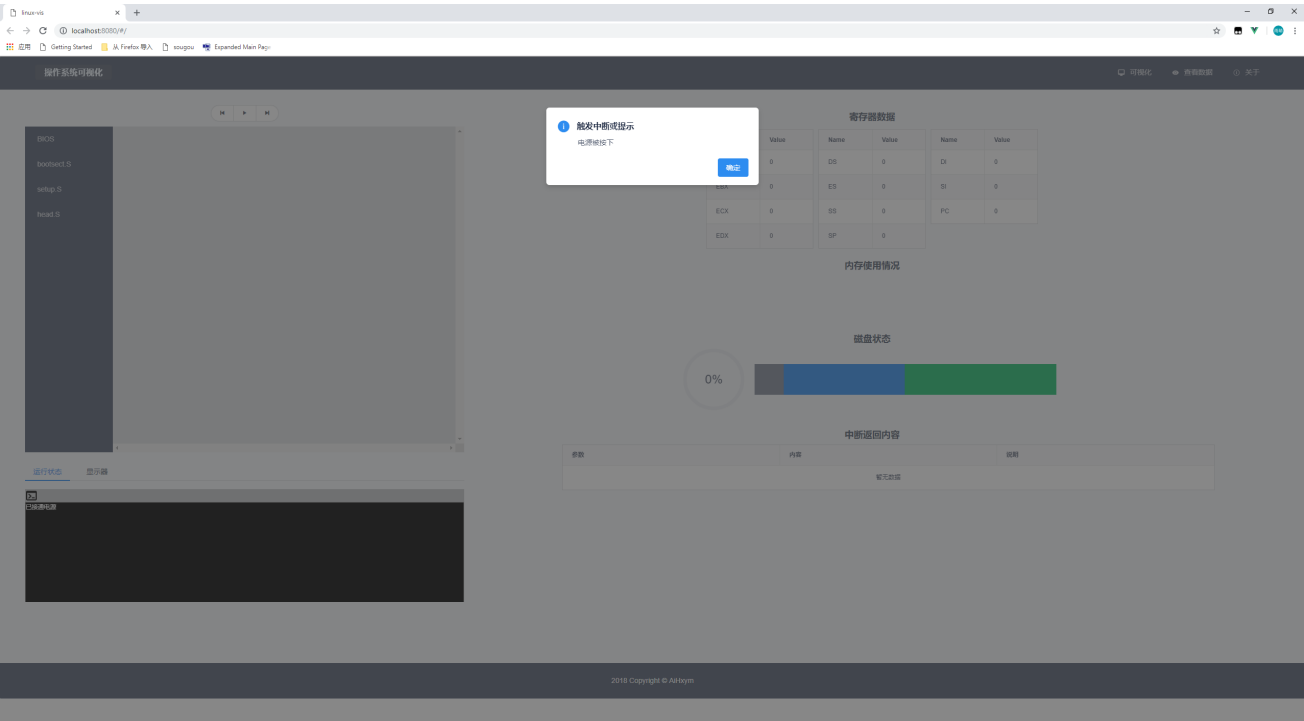 linux-vis
localhost:8080/#/
应用 Getting Started 从 Firefox 导入 sougou Expanded Main Page
操作系统可视化 可视化 查询数据 关于
BIOS
bootsect.S
setup.S
head.S
运行状态 显示器
已接通电源
触发中断或提示
电源被按下
确定
寄存器数据
Value Name Value Name Value
0 DS 0 DI 0
EBX 0 ES 0 SI 0
ECX 0 SS 0 PC 0
EDX 0 SP 0
内存使用情况
磁盘状态
0%
中断返回内容
参数 内容 说明
暂无数据
2018 Copyright © AiHxym